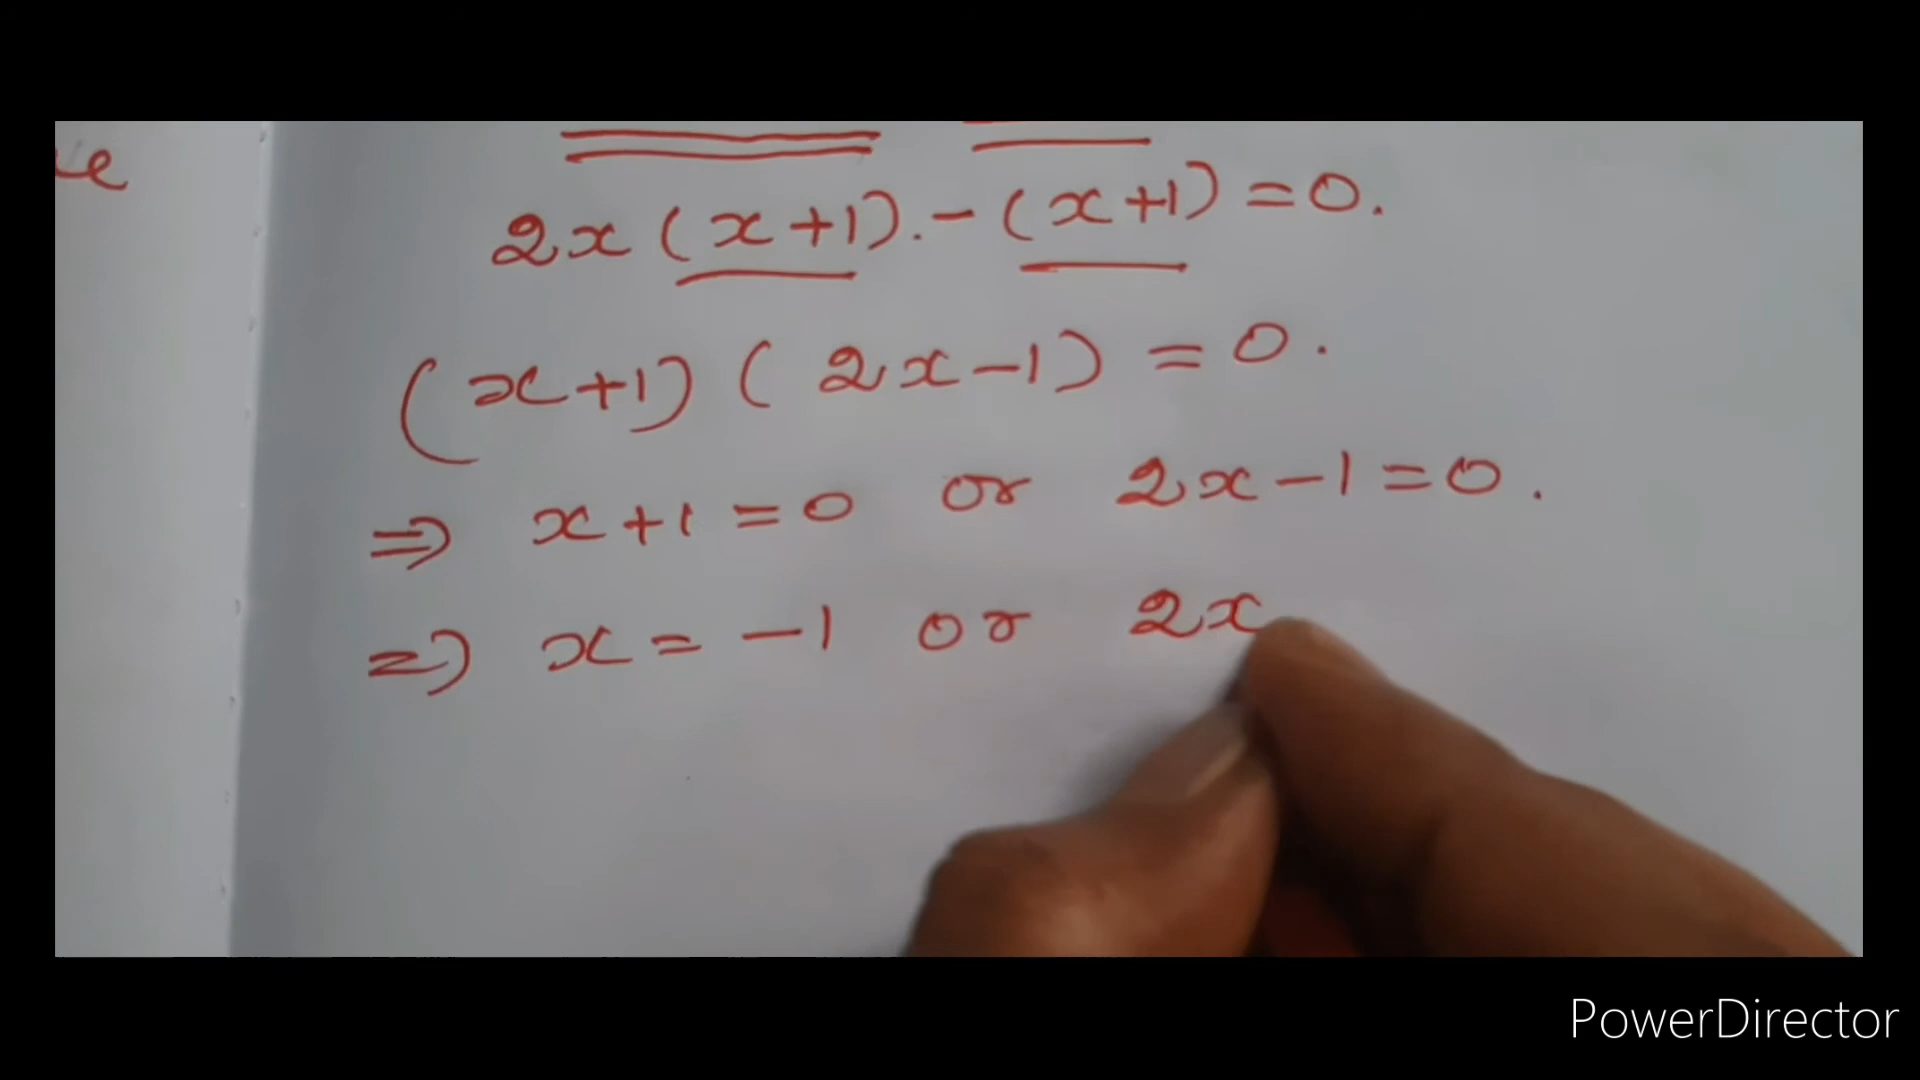 2x (x+1). - (x+1) = 0.
(x+1) (2x-1) = 0.
⇒ x+1 = 0 or 2x-1 = 0.
⇒ x = -1 or 2x
PowerDirector